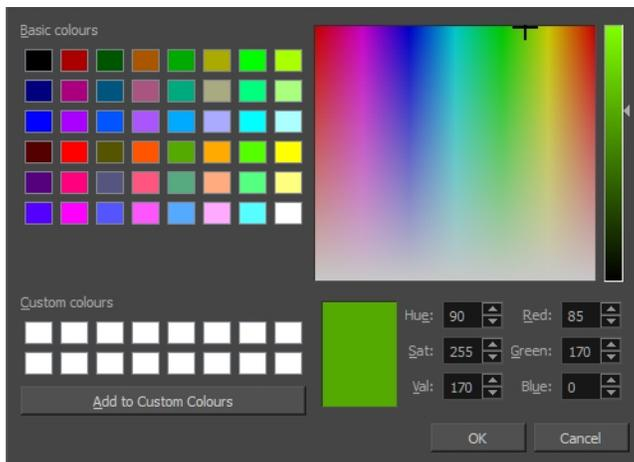 Basic colours
Custom colours
Add to Custom Colours
Hue: 90 Red: 85
Sat: 255 Green: 170
Val: 170 Blue: 0
OK Cancel